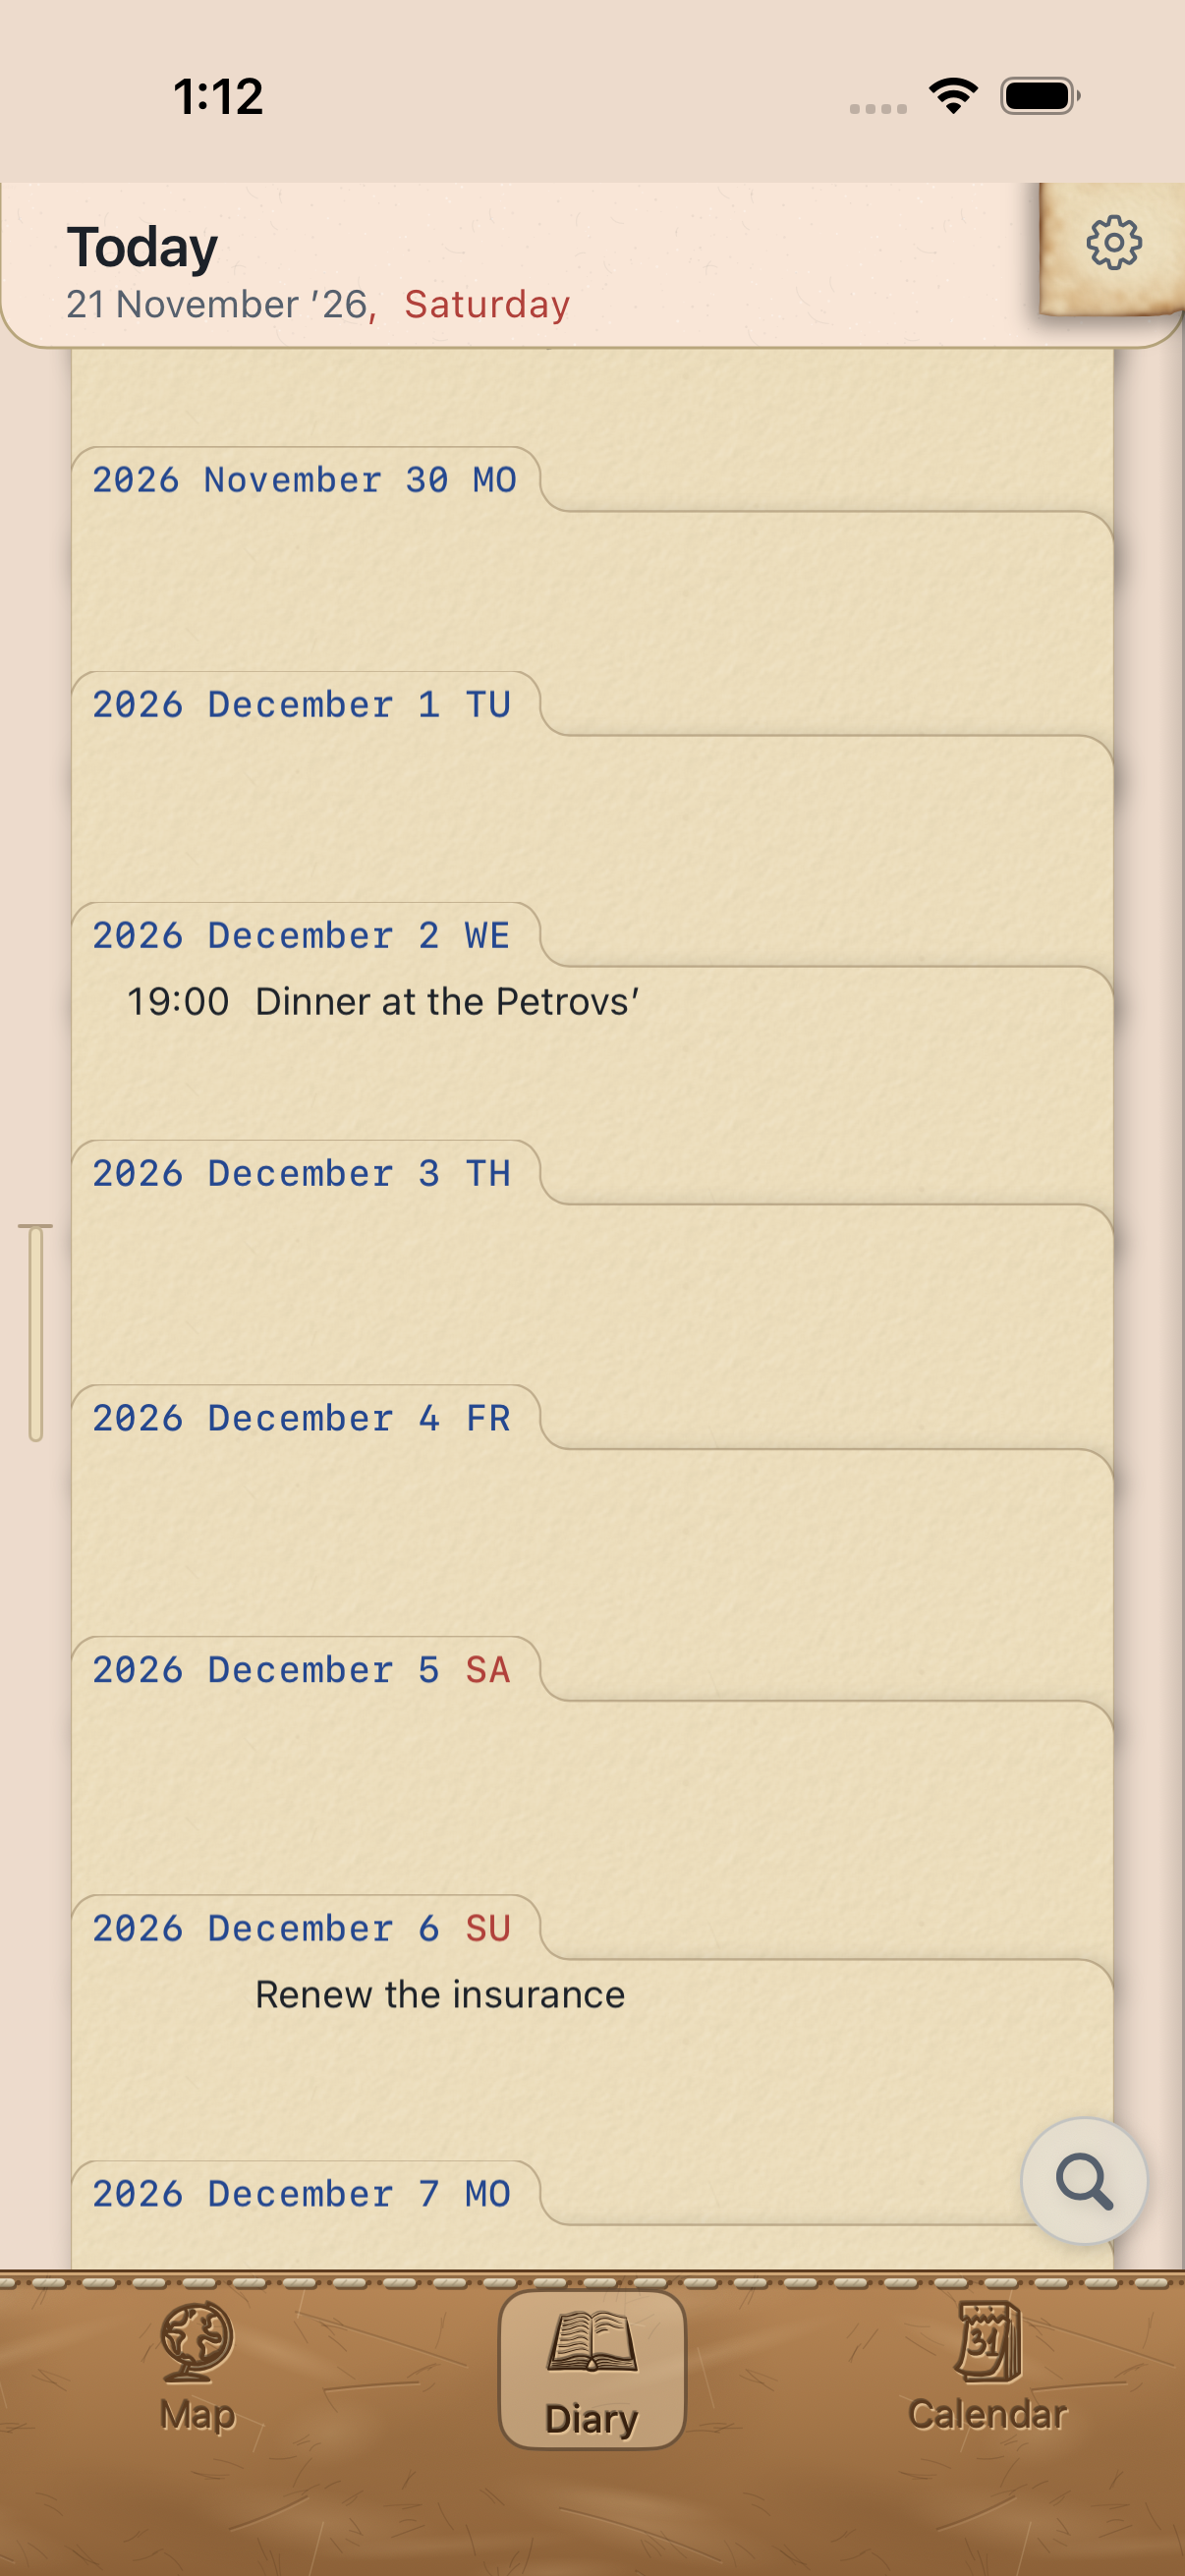 1:12
Today
21 November ’26, Saturday
2026 November 30 MO
2026 December 1 TU
2026 December 2 WE
19:00 Dinner at the Petrovs’
2026 December 3 TH
2026 December 4 FR
2026 December 5 SA
2026 December 6 SU
Renew the insurance
2026 December 7 MO
31
Map Diary Calendar